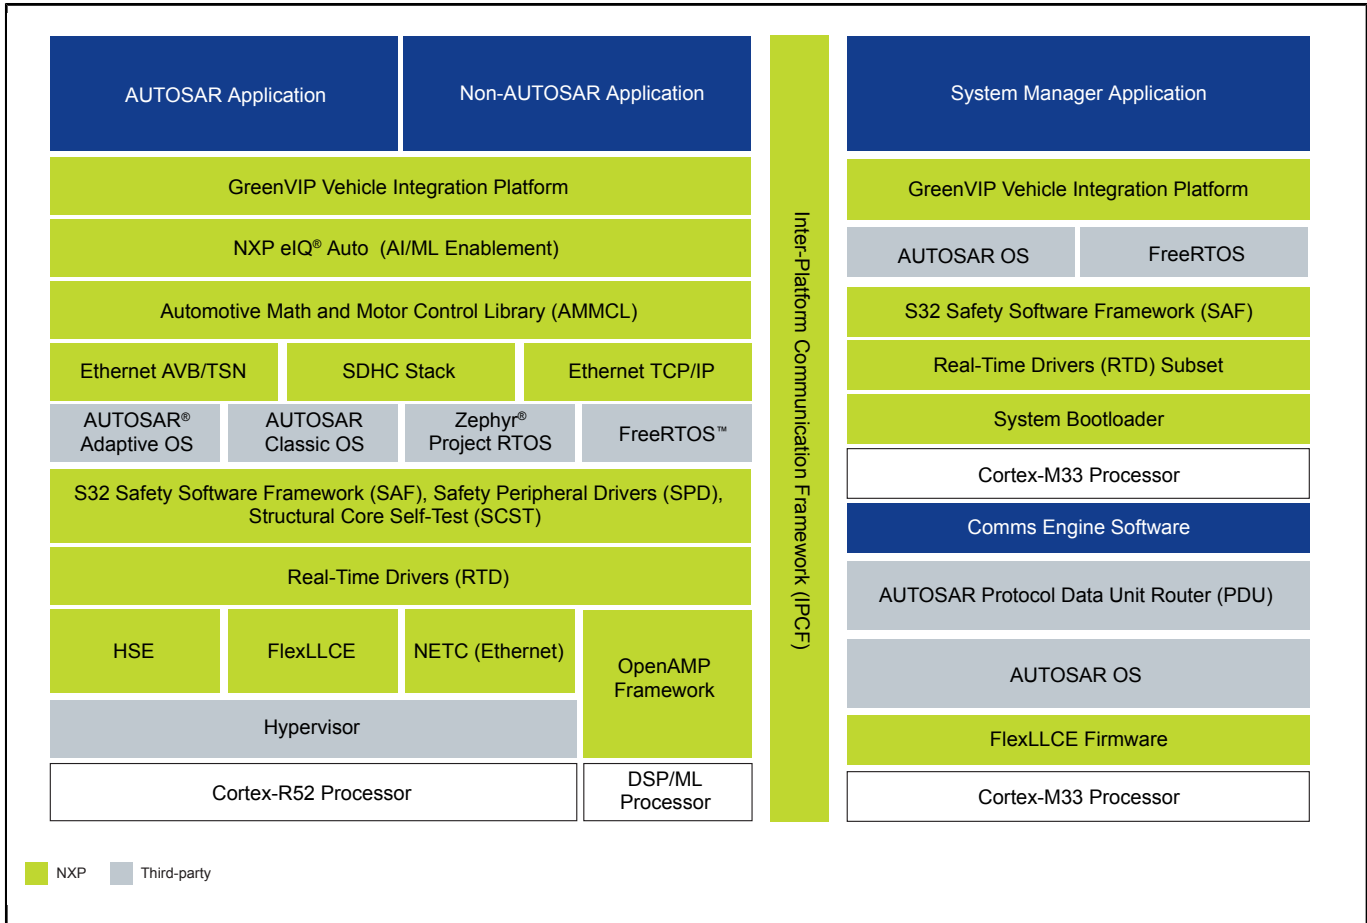 AUTOSAR Application
Non-AUTOSAR Application
GreenVIP Vehicle Integration Platform
NXP eIQ® Auto (AI/ML Enablement)
Automotive Math and Motor Control Library (AMMCL)
Ethernet AVB/TSN
SDHC Stack
Ethernet TCP/IP
AUTOSAR®
Adaptive OS
AUTOSAR
Classic OS
Zephyr®
Project RTOS
FreeRTOS™
S32 Safety Software Framework (SAF), Safety Peripheral Drivers (SPD),
Structural Core Self-Test (SCST)
Real-Time Drivers (RTD)
HSE
FlexLLCE
NETC (Ethernet)
OpenAMP
Framework
Hypervisor
Cortex-R52 Processor
DSP/ML
Processor
Inter-Platform Communication Framework (IPCF)
System Manager Application
GreenVIP Vehicle Integration Platform
AUTOSAR OS
FreeRTOS
S32 Safety Software Framework (SAF)
Real-Time Drivers (RTD) Subset
System Bootloader
Cortex-M33 Processor
Comms Engine Software
AUTOSAR Protocol Data Unit Router (PDU)
AUTOSAR OS
FlexLLCE Firmware
Cortex-M33 Processor
NXP
Third-party